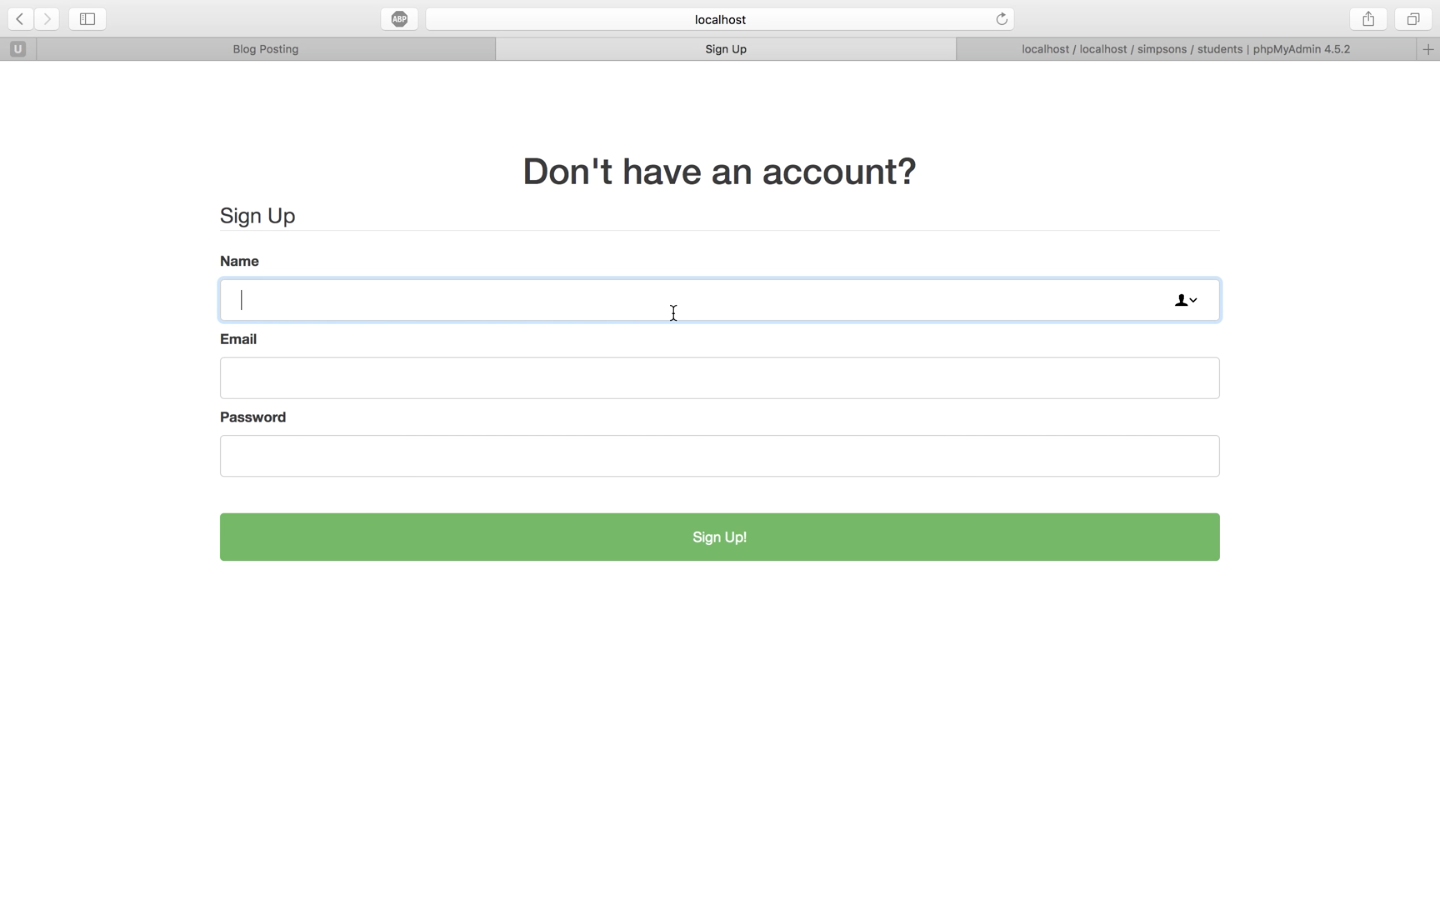 ABP
localhost
U
Blog Posting
Sign Up
localhost / localhost / simpsons / students | phpMyAdmin 4.5.2
Don't have an account?
Sign Up
Name
Email
Password
Sign Up!